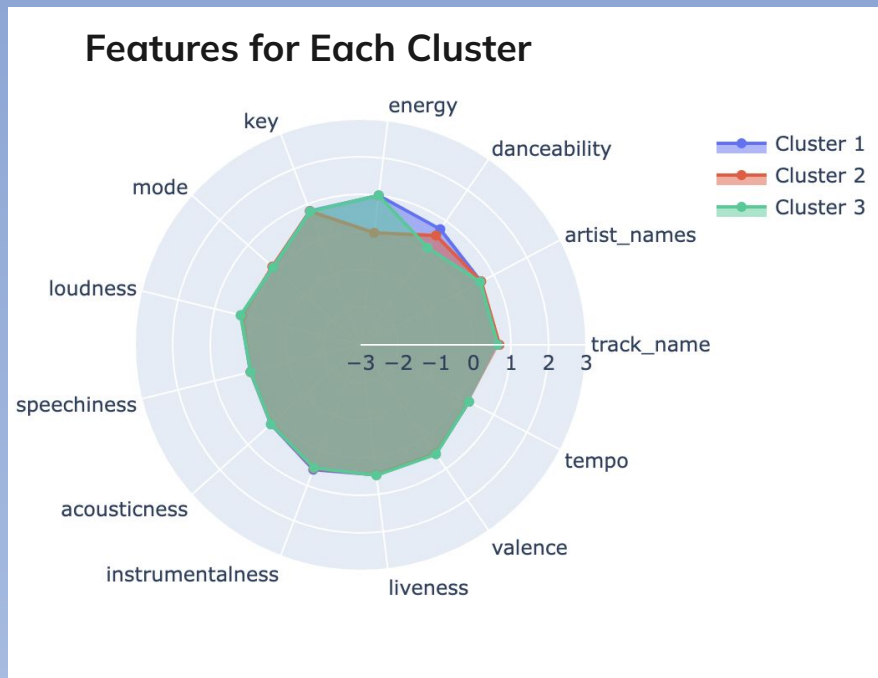 Features for Each Cluster
energy
key
danceability
Cluster 1
Cluster 2
Cluster 3
mode
artist_names
loudness
track_name
−3 −2 −1 0 1 2 3
speechiness
tempo
acousticness
valence
instrumentalness
liveness